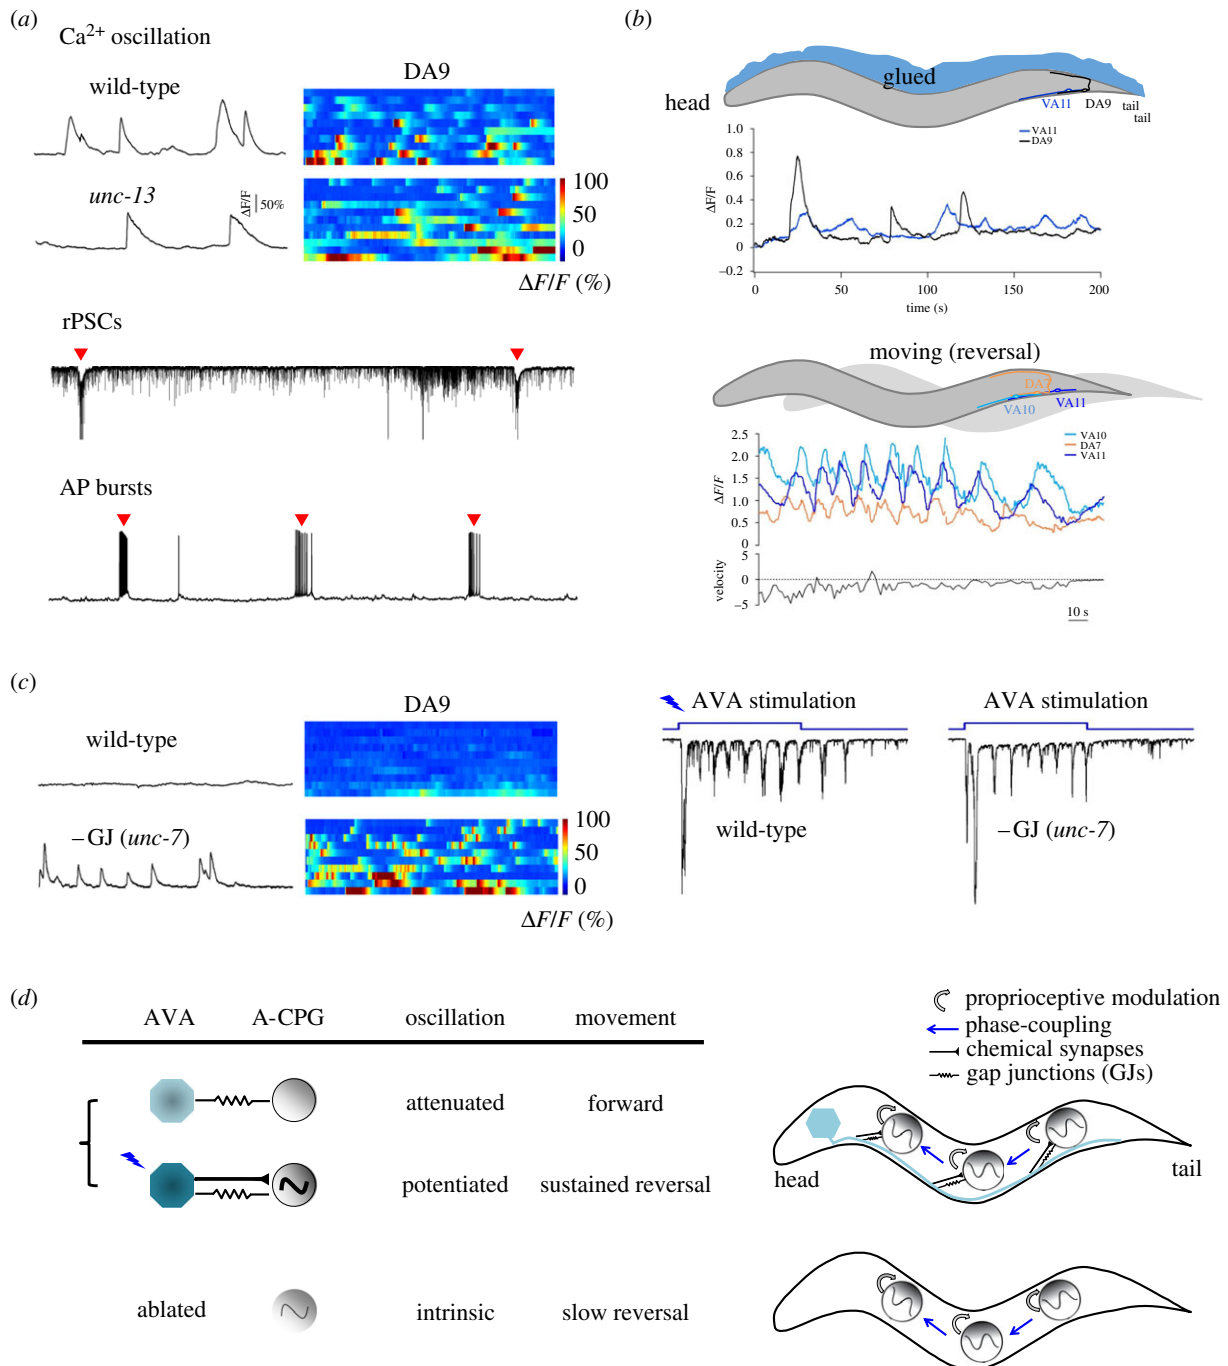 (a)
Ca2+ oscillation
wild-type
DA9
unc-13
ΔF/F
50%
100
50
0
ΔF/F (%)
rPSCs
AP bursts
(b)
glued
head
VA11
DA9
tail
tail
VA11
DA9
1.0
0.8
0.6
0.4
0.2
0
–0.2
ΔF/F
0
50
100
150
200
time (s)
moving (reversal)
DA7
VA10
VA11
VA10
DA7
VA11
2.5
2.0
1.5
1.0
0.5
0
ΔF/F
5
0
–5
velocity
10 s
(c)
DA9
wild-type
–GJ (unc-7)
100
50
0
ΔF/F (%)
AVA stimulation
wild-type
AVA stimulation
–GJ (unc-7)
(d)
AVA A-CPG oscillation movement
attenuated forward
potentiated sustained reversal
ablated intrinsic slow reversal
proprioceptive modulation
phase-coupling
chemical synapses
gap junctions (GJs)
head
tail